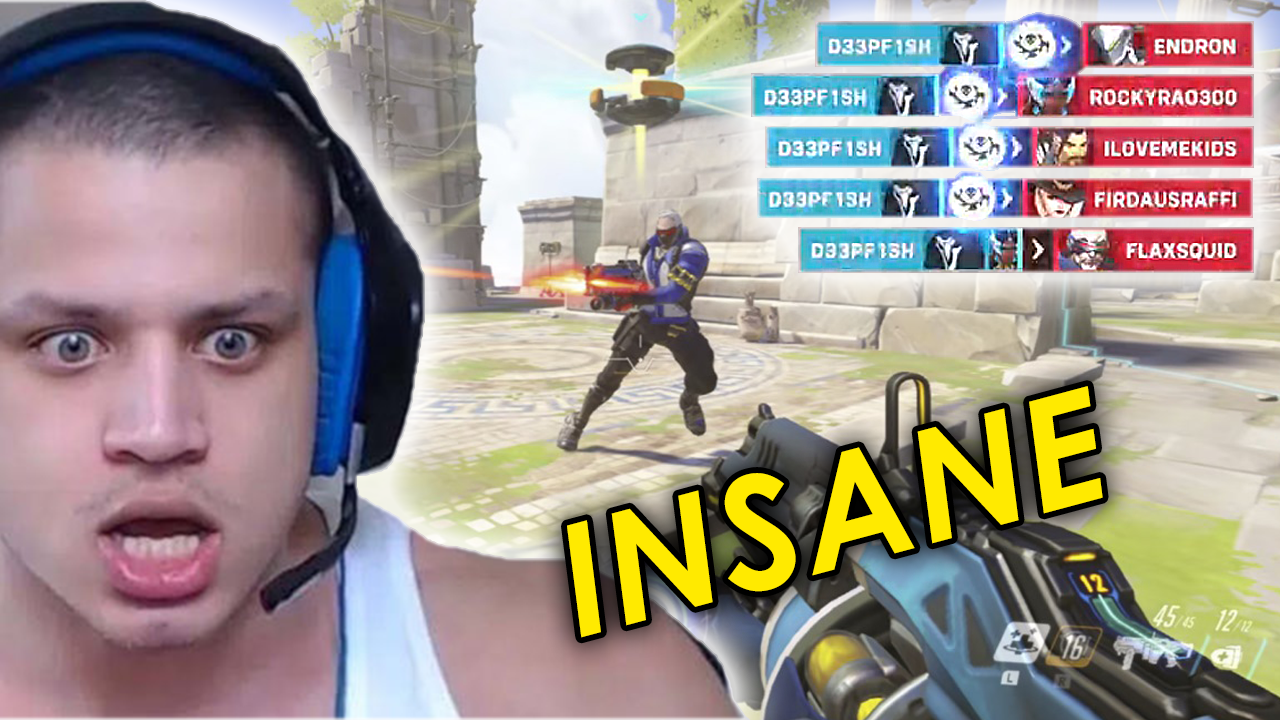 D33PF1SH ENDRON
D33PF1SH ROCKYRAO300
D33PF1SH ILOVEMEKIDS
D33PF1SH FIRDAUSRAFFI
D33PF1SH FLAXSQUID
INSANE
12
45/45 12/12
16
L